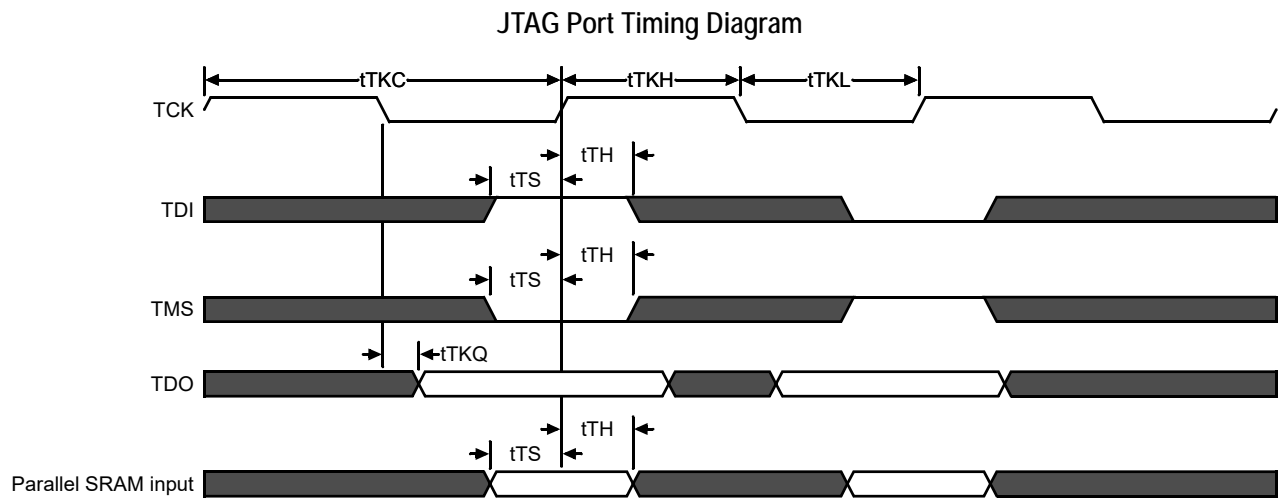 JTAG Port Timing Diagram
tTKC
tTKH
tTKL
TCK
tTH
tTS
TDI
tTH
tTS
TMS
tTKQ
TDO
tTH
tTS
Parallel SRAM input